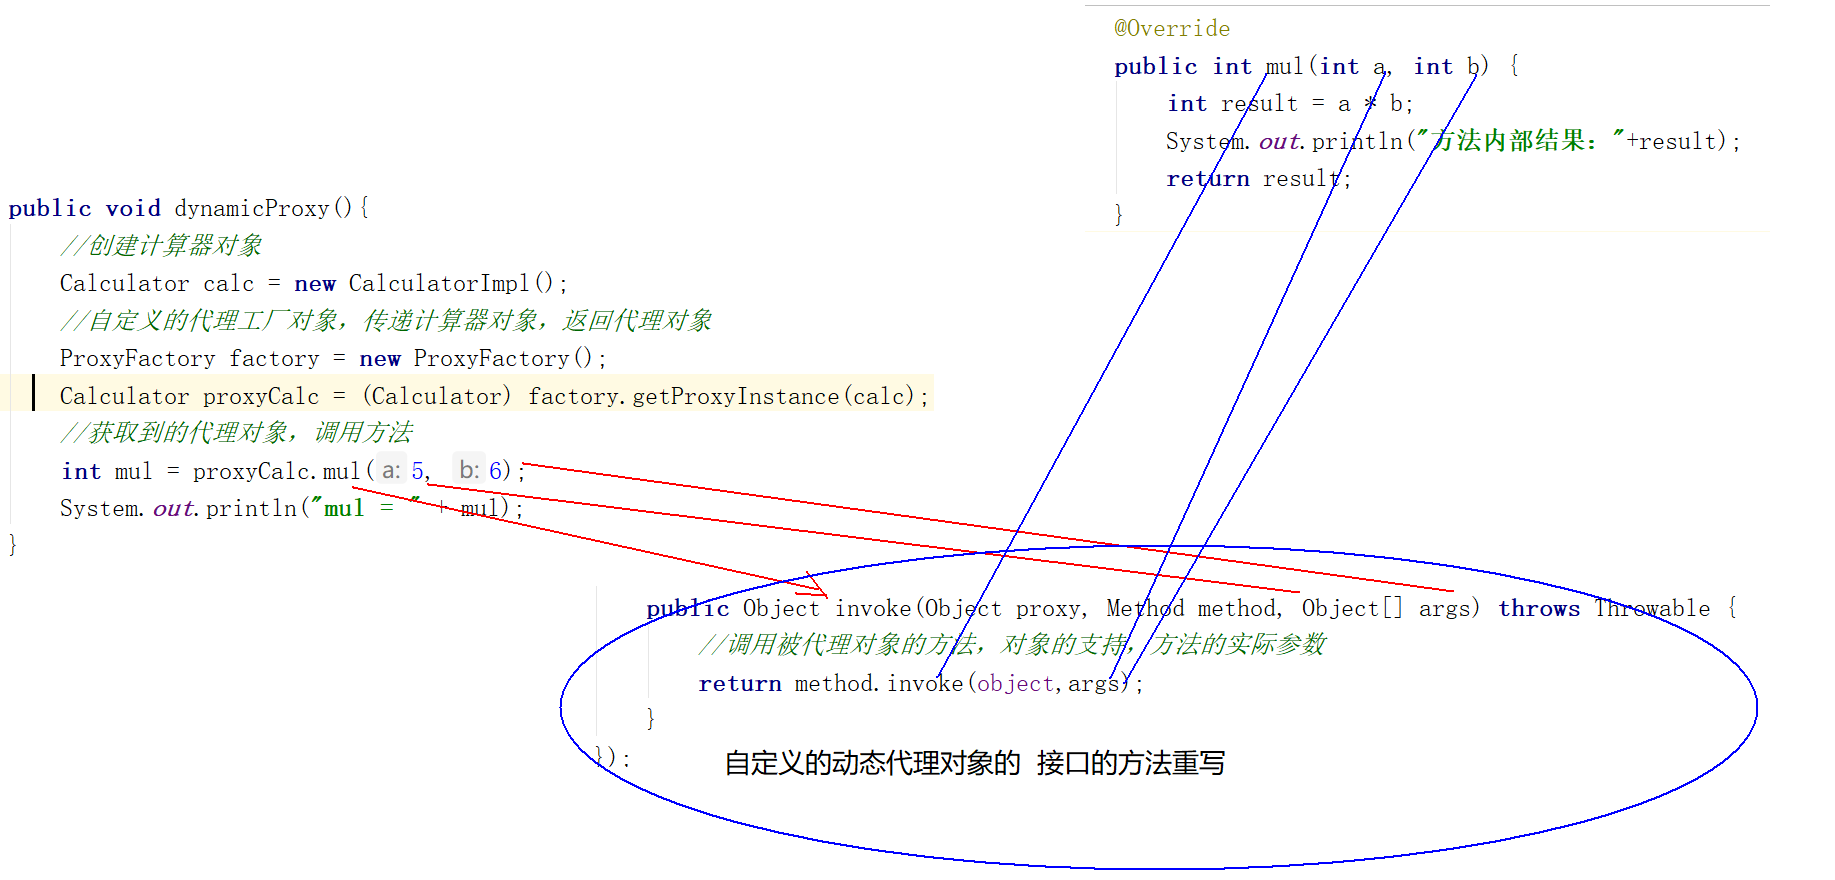 @Override
public int mul(int a, int b) {
int result = a * b;
System.out.println("方法内部结果："+result);
return result;
}
public void dynamicProxy(){
//创建计算器对象
Calculator calc = new CalculatorImpl();
//自定义的代理工厂对象，传递计算器对象，返回代理对象
ProxyFactory factory = new ProxyFactory();
Calculator proxyCalc = (Calculator) factory.getProxyInstance(calc);
//获取到的代理对象，调用方法
int mul = proxyCalc.mul( a: 5, b: 6);
System.out.println("mul = " + mul);
}
public Object invoke(Object proxy, Method method, Object[] args) throws Throwable {
//调用被代理对象的方法，对象的支持，方法的实际参数
return method.invoke(object,args);
}
});
自定义的动态代理对象的 接口的方法重写